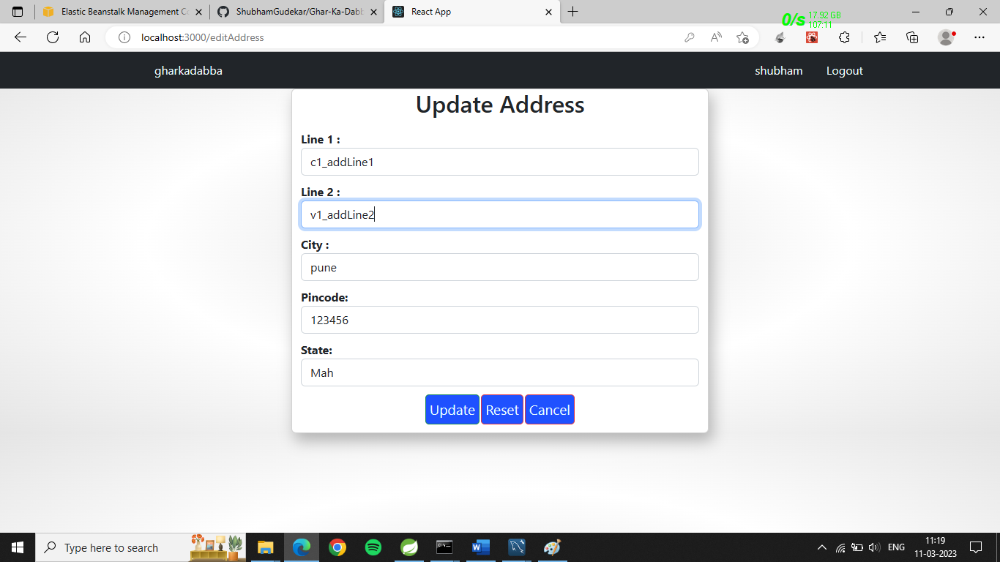 Elastic Beanstalk Management Co
ShubhamGudekar/Ghar-Ka-Dabb
React App
0/s 17.92 GB
107:11
localhost:3000/editAddress
gharkadabba
shubham
Logout
Update Address
Line 1 :
c1_addLine1
Line 2 :
v1_addLine2
City :
pune
Pincode:
123456
State:
Mah
Update Reset Cancel
Type here to search
ENG
11:19
11-03-2023